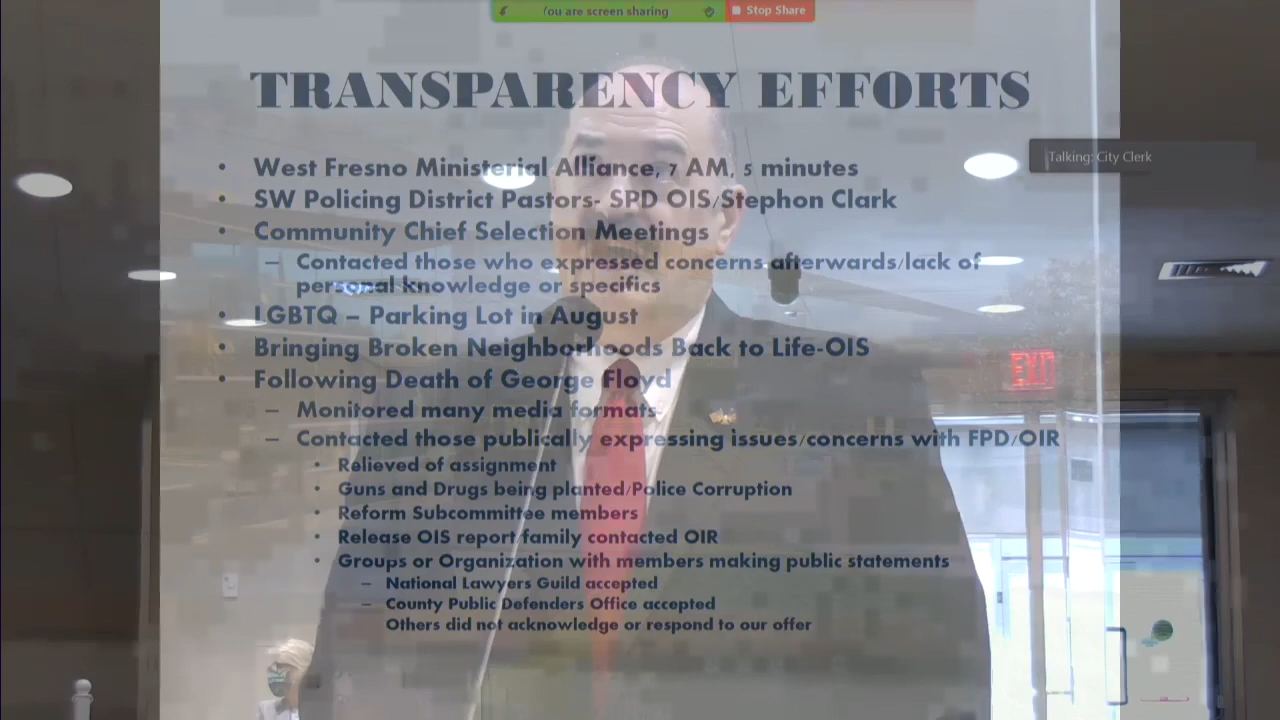 You are screen sharing
Stop Share
TRANSPARENCY EFFORTS
Talking: City Clerk
• West Fresno Ministerial Alliance, 7 AM, 5 minutes
• SW Policing District Pastors- SPD OIS/Stephon Clark
• Community Chief Selection Meetings
– Contacted those who expressed concerns afterwards/lack of
personal knowledge or specifics
• LGBTQ – Parking Lot in August
• Bringing Broken Neighborhoods Back to Life-OIS
• Following Death of George Floyd
EXIT
– Monitored many media formats
– Contacted those publically expressing issues/concerns with FPD/OIR
• Relieved of assignment
• Guns and Drugs being planted/Police Corruption
• Reform Subcommittee members
• Release OIS report family contacted OIR
• Groups or Organization with members making public statements
– National Lawyers Guild accepted
– County Public Defenders Office accepted
Others did not acknowledge or respond to our offer